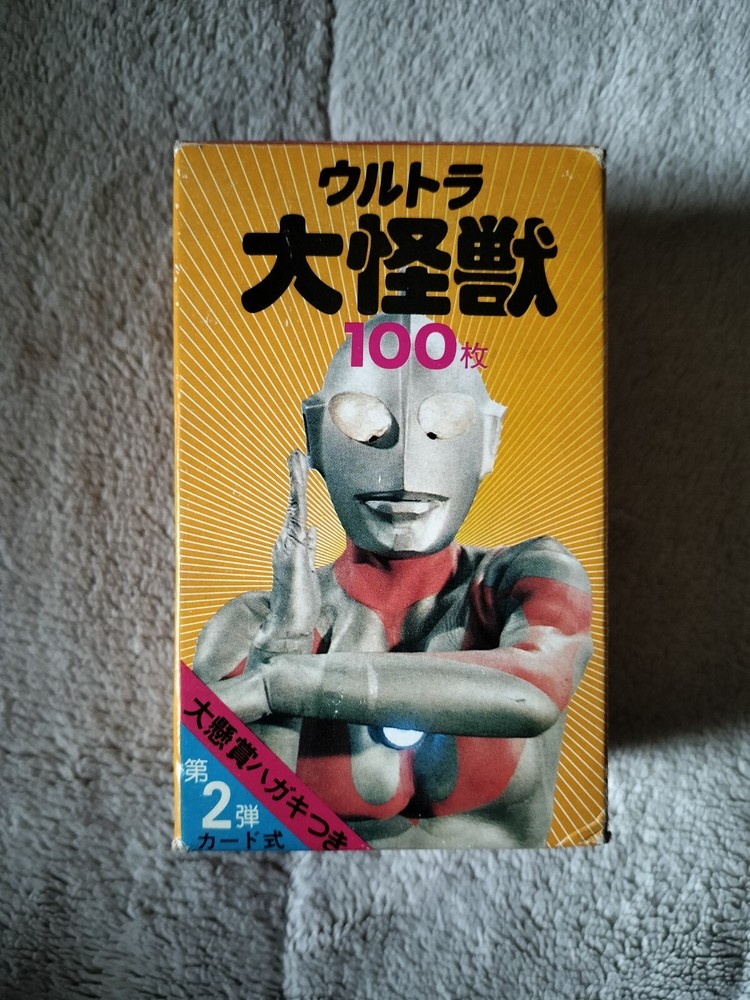 ウルトラ
大怪獣
100枚
大懸賞ハガキつき
第2弾
カード式